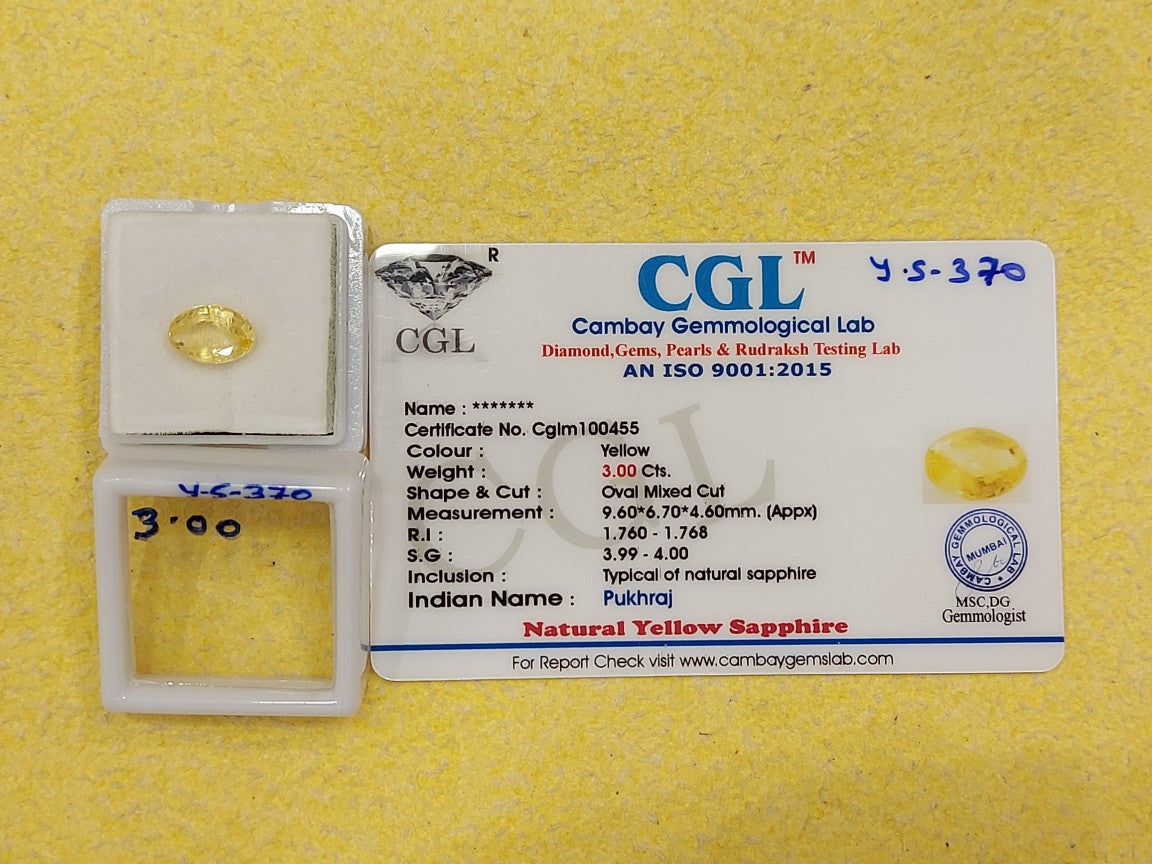 Y.S-370
3.00
R
CGL
CGL™
Y.S-370
Cambay Gemmological Lab
Diamond,Gems, Pearls & Rudraksh Testing Lab
AN ISO 9001:2015
Name : *******
Certificate No. Cglm100455
Colour : Yellow
Weight : 3.00 Cts.
Shape & Cut : Oval Mixed Cut
Measurement : 9.60*6.70*4.60mm. (Appx)
R.I : 1.760 - 1.768
S.G : 3.99 - 4.00
Inclusion : Typical of natural sapphire
Indian Name : Pukhraj
CGL
CAMBAY GEMMOLOGICAL LAB
MUMBAI
MSC,DG
Gemmologist
Natural Yellow Sapphire
For Report Check visit www.cambaygemslab.com